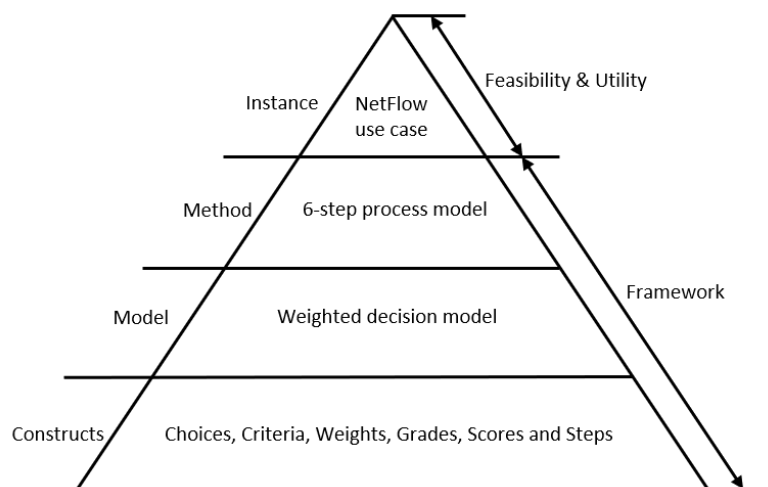 Feasibility & Utility
Instance
NetFlow
use case
Method
6-step process model
Framework
Model
Weighted decision model
Constructs
Choices, Criteria, Weights, Grades, Scores and Steps